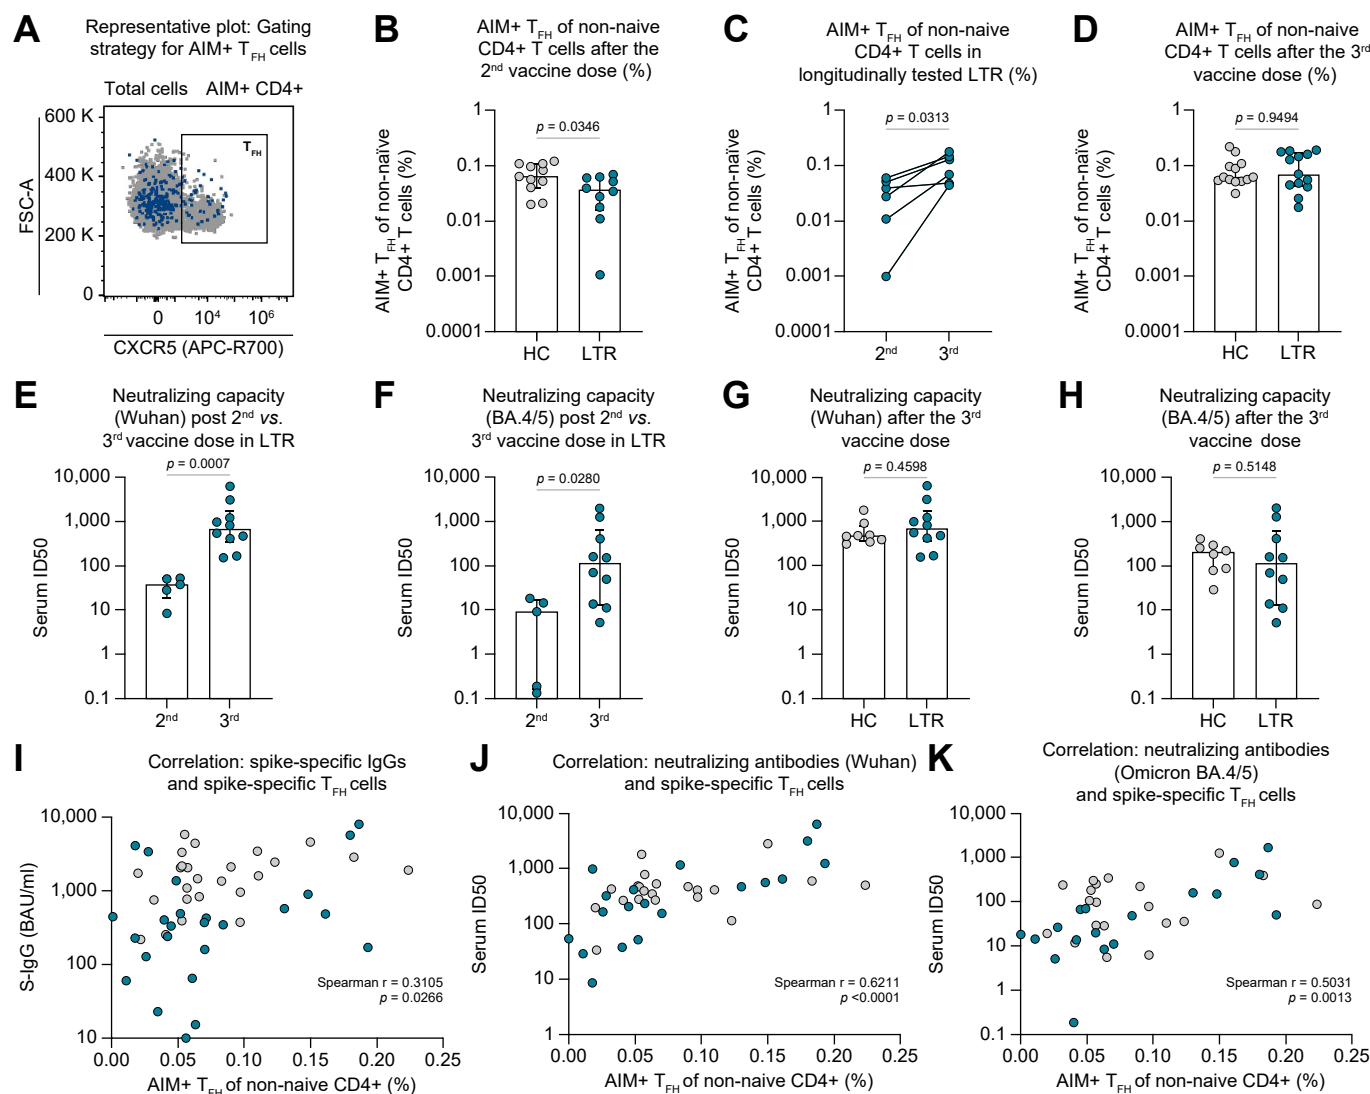 A
Representative plot: Gating
strategy for AIM+ TFH cells
Total cells AIM+ CD4+
600 K
400 K
200 K
0
FSC-A
TFH
0 10⁴ 10⁶
CXCR5 (APC-R700)
B
AIM+ TFH of non-naive
CD4+ T cells after the
2nd vaccine dose (%)
AIM+ TFH of non-naïve
CD4+ T cells (%)
1
0.1
0.01
0.001
0.0001
p = 0.0346
HC LTR
C
AIM+ TFH of non-naive
CD4+ T cells in
longitudinally tested LTR (%)
AIM+ TFH of non-naïve
CD4+ T cells (%)
1
0.1
0.01
0.001
0.0001
p = 0.0313
2nd 3rd
D
AIM+ TFH of non-naive
CD4+ T cells after the 3rd
vaccine dose (%)
AIM+ TFH of non-naïve
CD4+ T cells (%)
1
0.1
0.01
0.001
0.0001
p = 0.9494
HC LTR
E
Neutralizing capacity
(Wuhan) post 2nd vs.
3rd vaccine dose in LTR
Serum ID50
10,000
1,000
100
10
1
0.1
p = 0.0007
2nd 3rd
F
Neutralizing capacity
(BA.4/5) post 2nd vs.
3rd vaccine dose in LTR
Serum ID50
10,000
1,000
100
10
1
0.1
p = 0.0280
2nd 3rd
G
Neutralizing capacity
(Wuhan) after the 3rd
vaccine dose
Serum ID50
10,000
1,000
100
10
1
0.1
p = 0.4598
HC LTR
H
Neutralizing capacity
(BA.4/5) after the 3rd
vaccine dose
Serum ID50
10,000
1,000
100
10
1
0.1
p = 0.5148
HC LTR
I
Correlation: spike-specific IgGs
and spike-specific TFH cells
S-IgG (BAU/ml)
10,000
1,000
100
10
Spearman r = 0.3105
p = 0.0266
0.00 0.05 0.10 0.15 0.20 0.25
AIM+ TFH of non-naive CD4+ (%)
J
Correlation: neutralizing antibodies (Wuhan)
and spike-specific TFH cells
Serum ID50
10,000
1,000
100
10
1
Spearman r = 0.6211
p <0.0001
0.00 0.05 0.10 0.15 0.20 0.25
AIM+ TFH of non-naive CD4+ (%)
K
Correlation: neutralizing antibodies
(Omicron BA.4/5)
and spike-specific TFH cells
Serum ID50
10,000
1,000
100
10
1
0.1
Spearman r = 0.5031
p = 0.0013
0.00 0.05 0.10 0.15 0.20 0.25
AIM+ TFH of non-naive CD4+ (%)